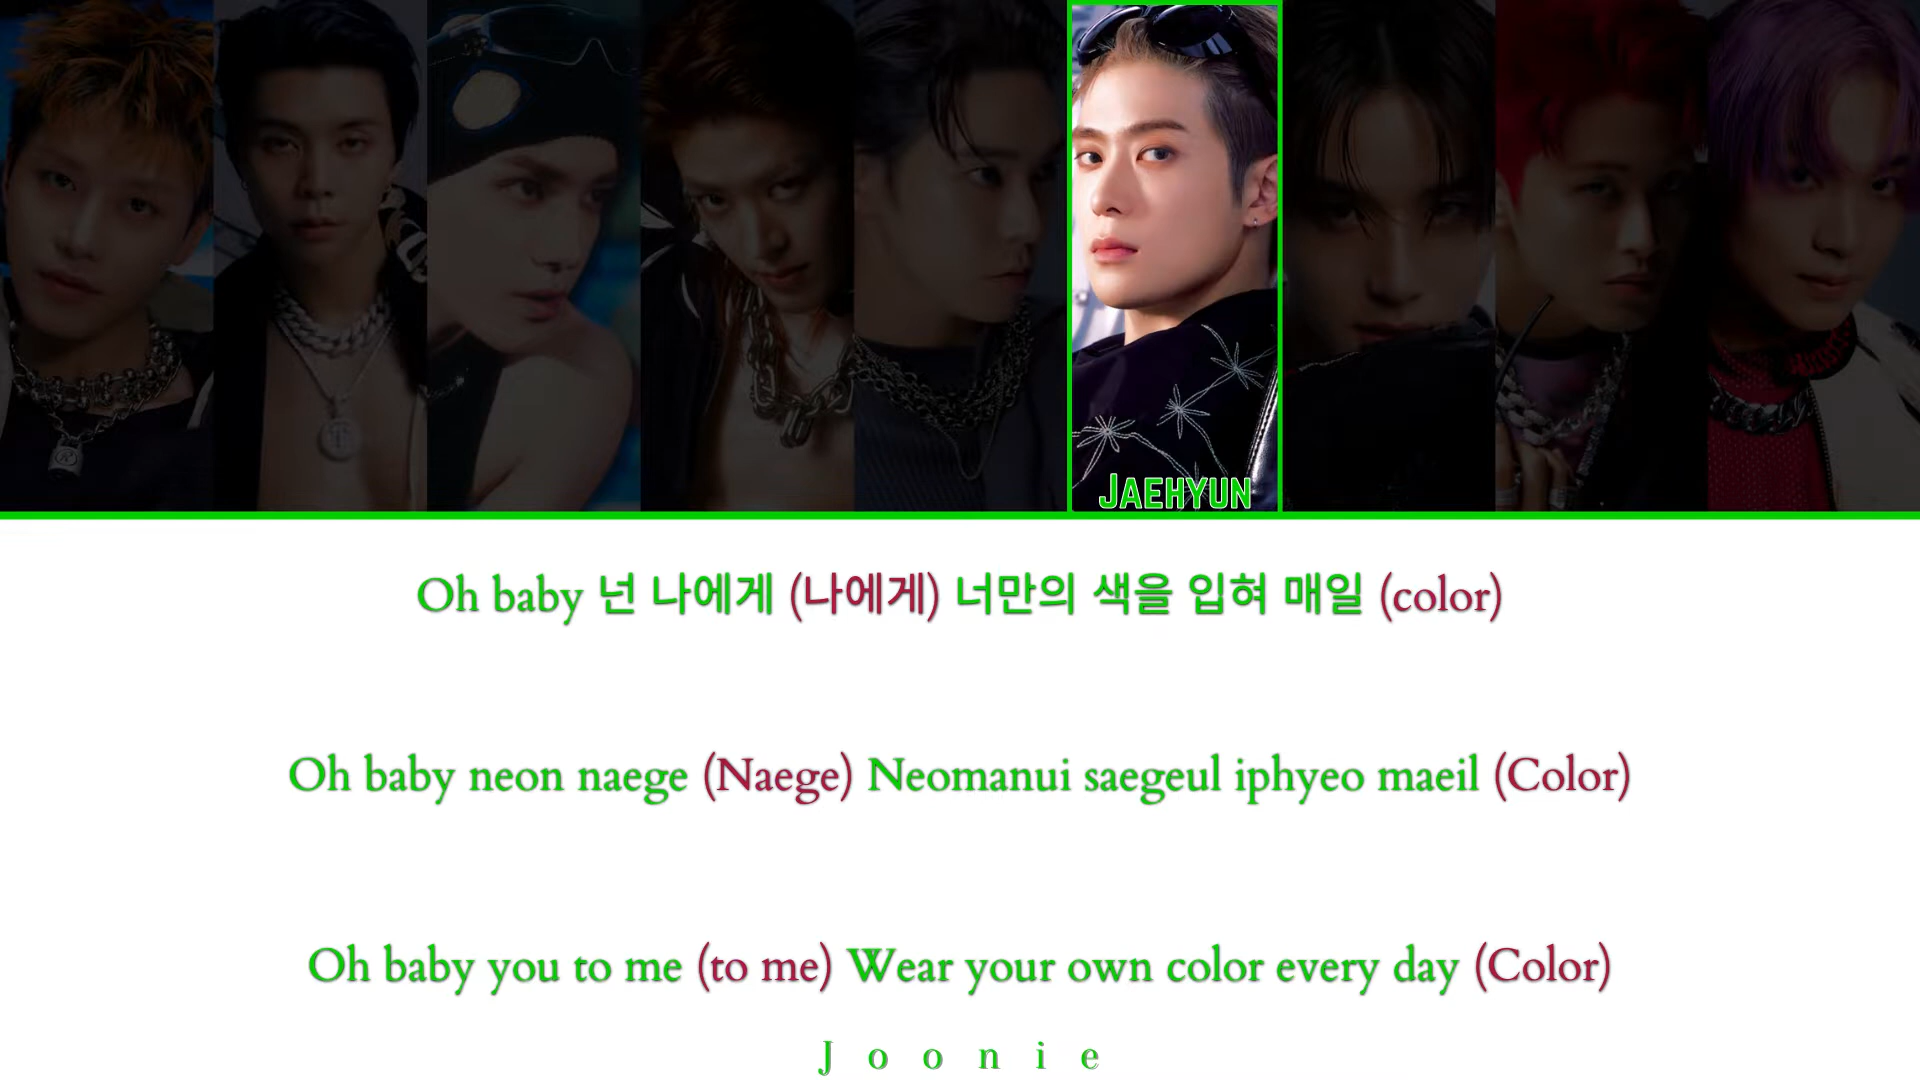 JAEHYUN
Oh baby 넌 나에게 (나에게) 너만의 색을 입혀 매일 (color)
Oh baby neon naege (Naege) Neomanui saegeul iphyeo maeil (Color)
Oh baby you to me (to me) Wear your own color every day (Color)
Joonie